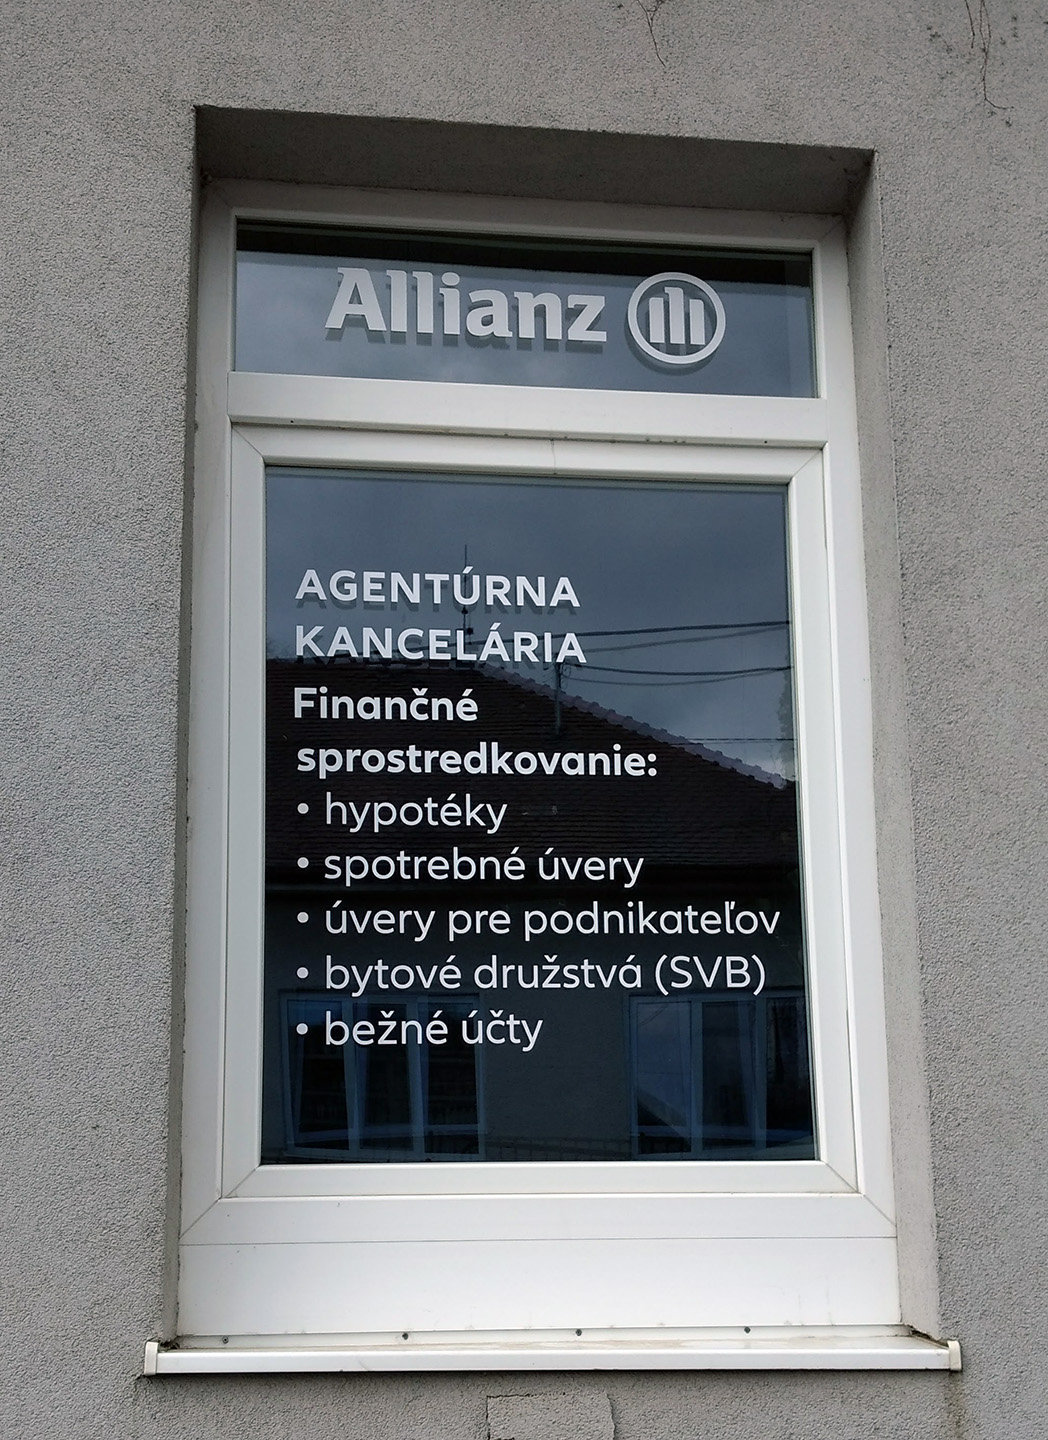 Allianz
AGENTÚRNA
KANCELÁRIA
Finančné
sprostredkovanie:
• hypotéky
• spotrebné úvery
• úvery pre podnikateľov
• bytové družstvá (SVB)
• bežné účty